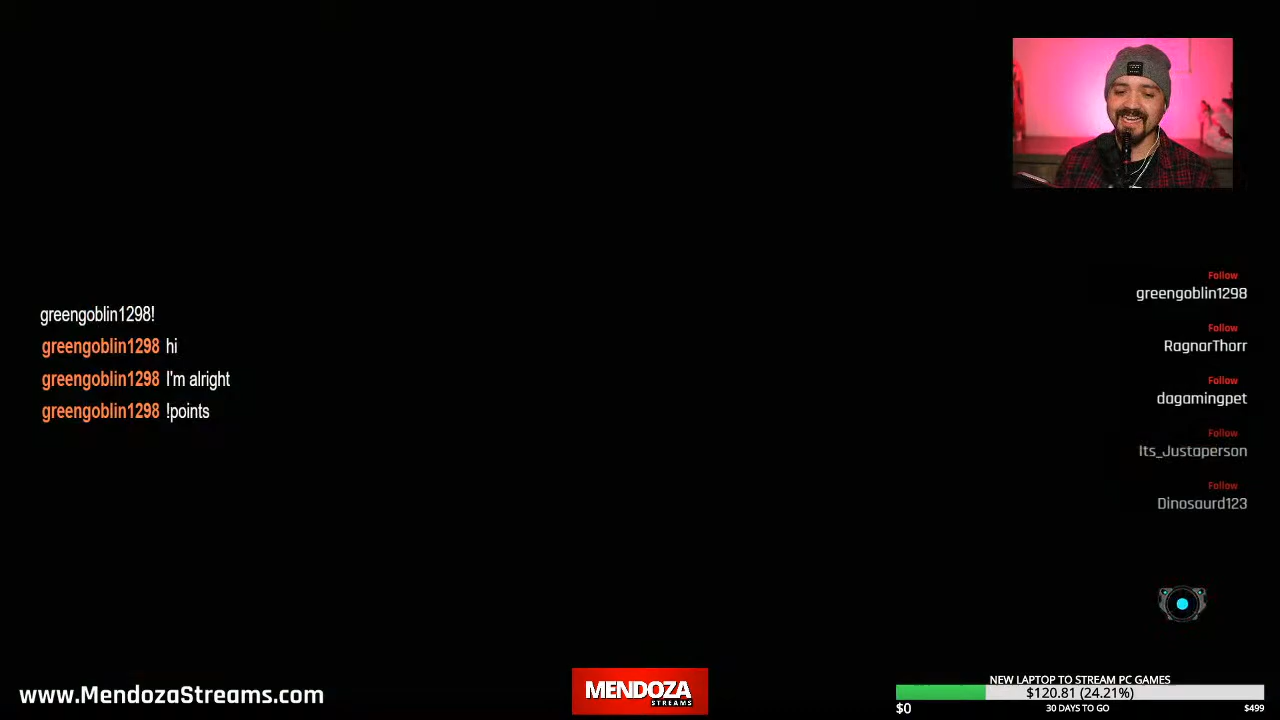 greengoblin1298!
greengoblin1298 hi
greengoblin1298 I'm alright
greengoblin1298 !points
Follow
greengoblin1298
Follow
RagnarThorr
Follow
dagamingpet
Follow
Its_Justaperson
Follow
Dinosaurd123
www.MendozaStreams.com
MENDOZA
STREAMS
NEW LAPTOP TO STREAM PC GAMES
$120.81 (24.21%)
$0 30 DAYS TO GO $499